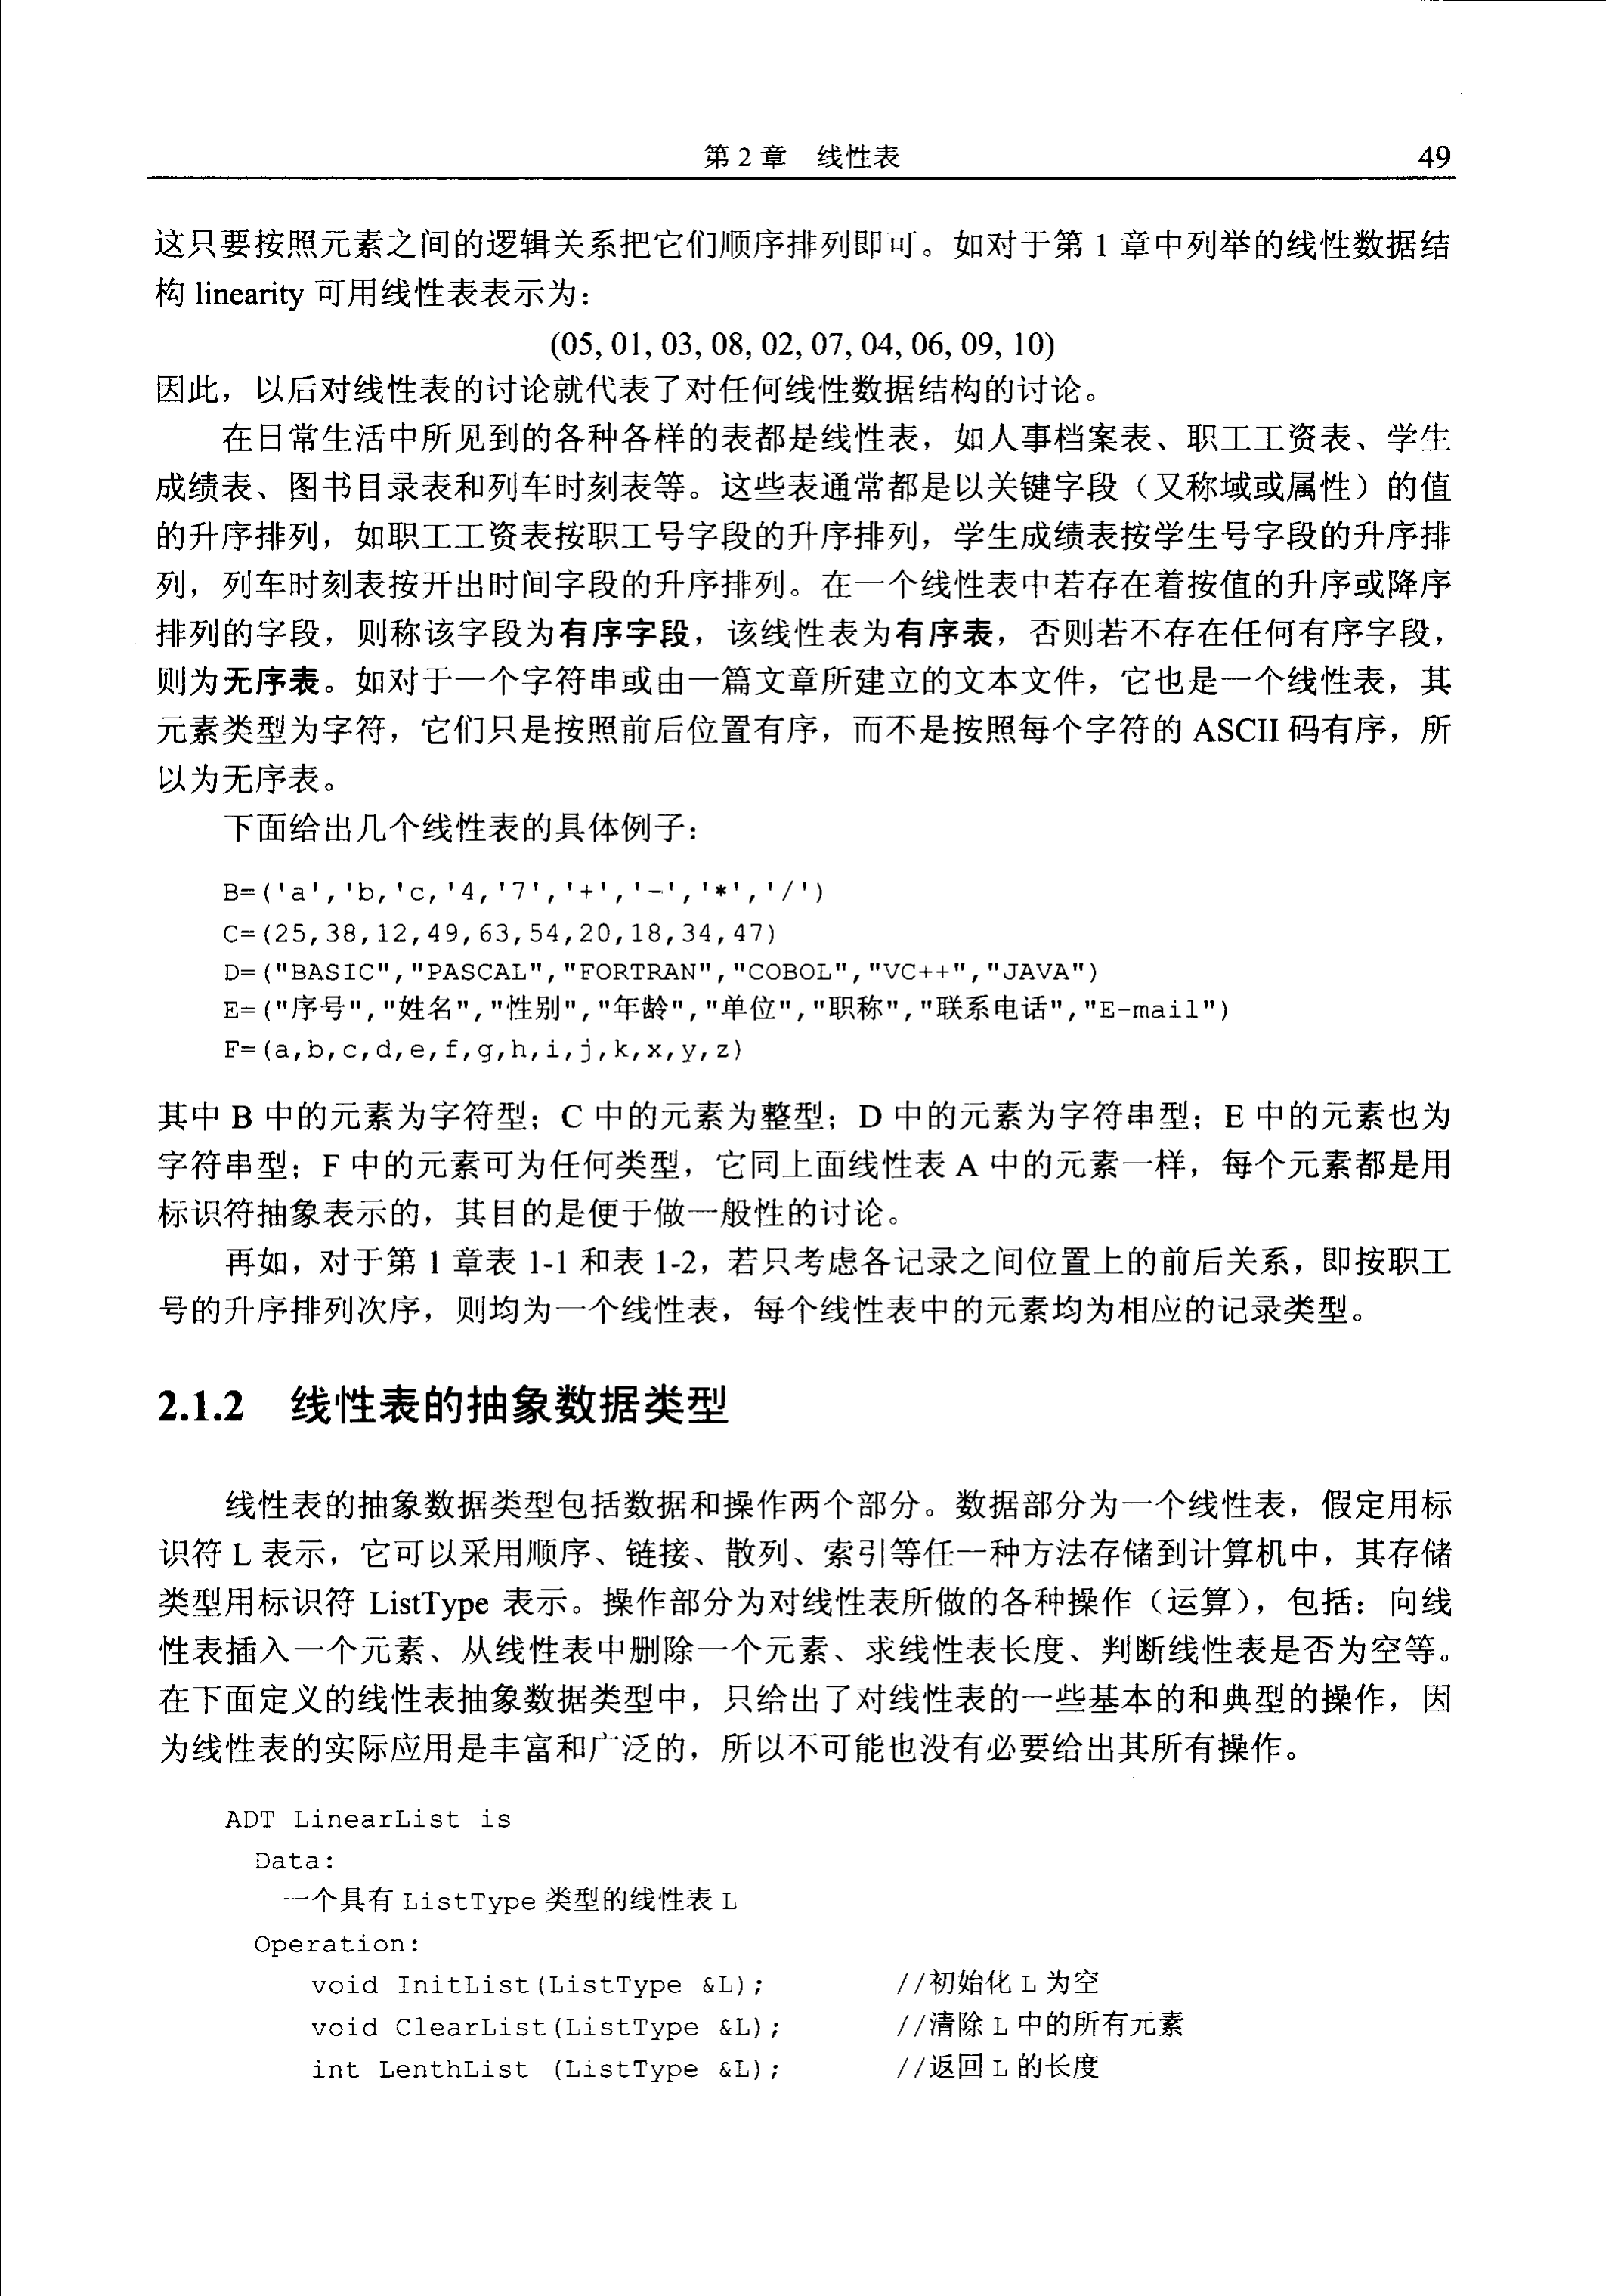 第 2 章　线性表　49
这只要按照元素之间的逻辑关系把它们顺序排列即可。如对于第 1 章中列举的线性数据结
构 linearity 可用线性表表示为：
(05, 01, 03, 08, 02, 07, 04, 06, 09, 10)
因此，以后对线性表的讨论就代表了对任何线性数据结构的讨论。
在日常生活中所见到的各种各样的表都是线性表，如人事档案表、职工工资表、学生
成绩表、图书目录表和列车时刻表等。这些表通常都是以关键字段（又称域或属性）的值
的升序排列，如职工工资表按职工号字段的升序排列，学生成绩表按学生号字段的升序排
列，列车时刻表按开出时间字段的升序排列。在一个线性表中若存在着按值的升序或降序
排列的字段，则称该字段为有序字段，该线性表为有序表，否则若不存在任何有序字段，
则为无序表。如对于一个字符串或由一篇文章所建立的文本文件，它也是一个线性表，其
元素类型为字符，它们只是按照前后位置有序，而不是按照每个字符的 ASCII 码有序，所
以为无序表。
下面给出几个线性表的具体例子：
B=('a','b,'c,'4,'7','+','-','*','/')
C=(25,38,12,49,63,54,20,18,34,47)
D=("BASIC","PASCAL","FORTRAN","COBOL","VC++","JAVA")
E=("序号","姓名","性别","年龄","单位","职称","联系电话","E-mail")
F=(a,b,c,d,e,f,g,h,i,j,k,x,y,z)
其中 B 中的元素为字符型；C 中的元素为整型；D 中的元素为字符串型；E 中的元素也为
字符串型；F 中的元素可为任何类型，它同上面线性表 A 中的元素一样，每个元素都是用
标识符抽象表示的，其目的是便于做一般性的讨论。
再如，对于第 1 章表 1-1 和表 1-2，若只考虑各记录之间位置上的前后关系，即按职工
号的升序排列次序，则均为一个线性表，每个线性表中的元素均为相应的记录类型。
2.1.2　线性表的抽象数据类型
线性表的抽象数据类型包括数据和操作两个部分。数据部分为一个线性表，假定用标
识符 L 表示，它可以采用顺序、链接、散列、索引等任一种方法存储到计算机中，其存储
类型用标识符 ListType 表示。操作部分为对线性表所做的各种操作（运算），包括：向线
性表插入一个元素、从线性表中删除一个元素、求线性表长度、判断线性表是否为空等。
在下面定义的线性表抽象数据类型中，只给出了对线性表的一些基本的和典型的操作，因
为线性表的实际应用是丰富和广泛的，所以不可能也没有必要给出其所有操作。
ADT LinearList is
Data:
一个具有 ListType 类型的线性表 L
Operation:
void InitList(ListType &L);　//初始化 L 为空
void ClearList(ListType &L);　//清除 L 中的所有元素
int LenthList (ListType &L);　//返回 L 的长度